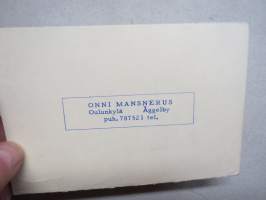 ONNI MANSNERUS
Oulunkylä Åggelby
puh. 787521 tel.